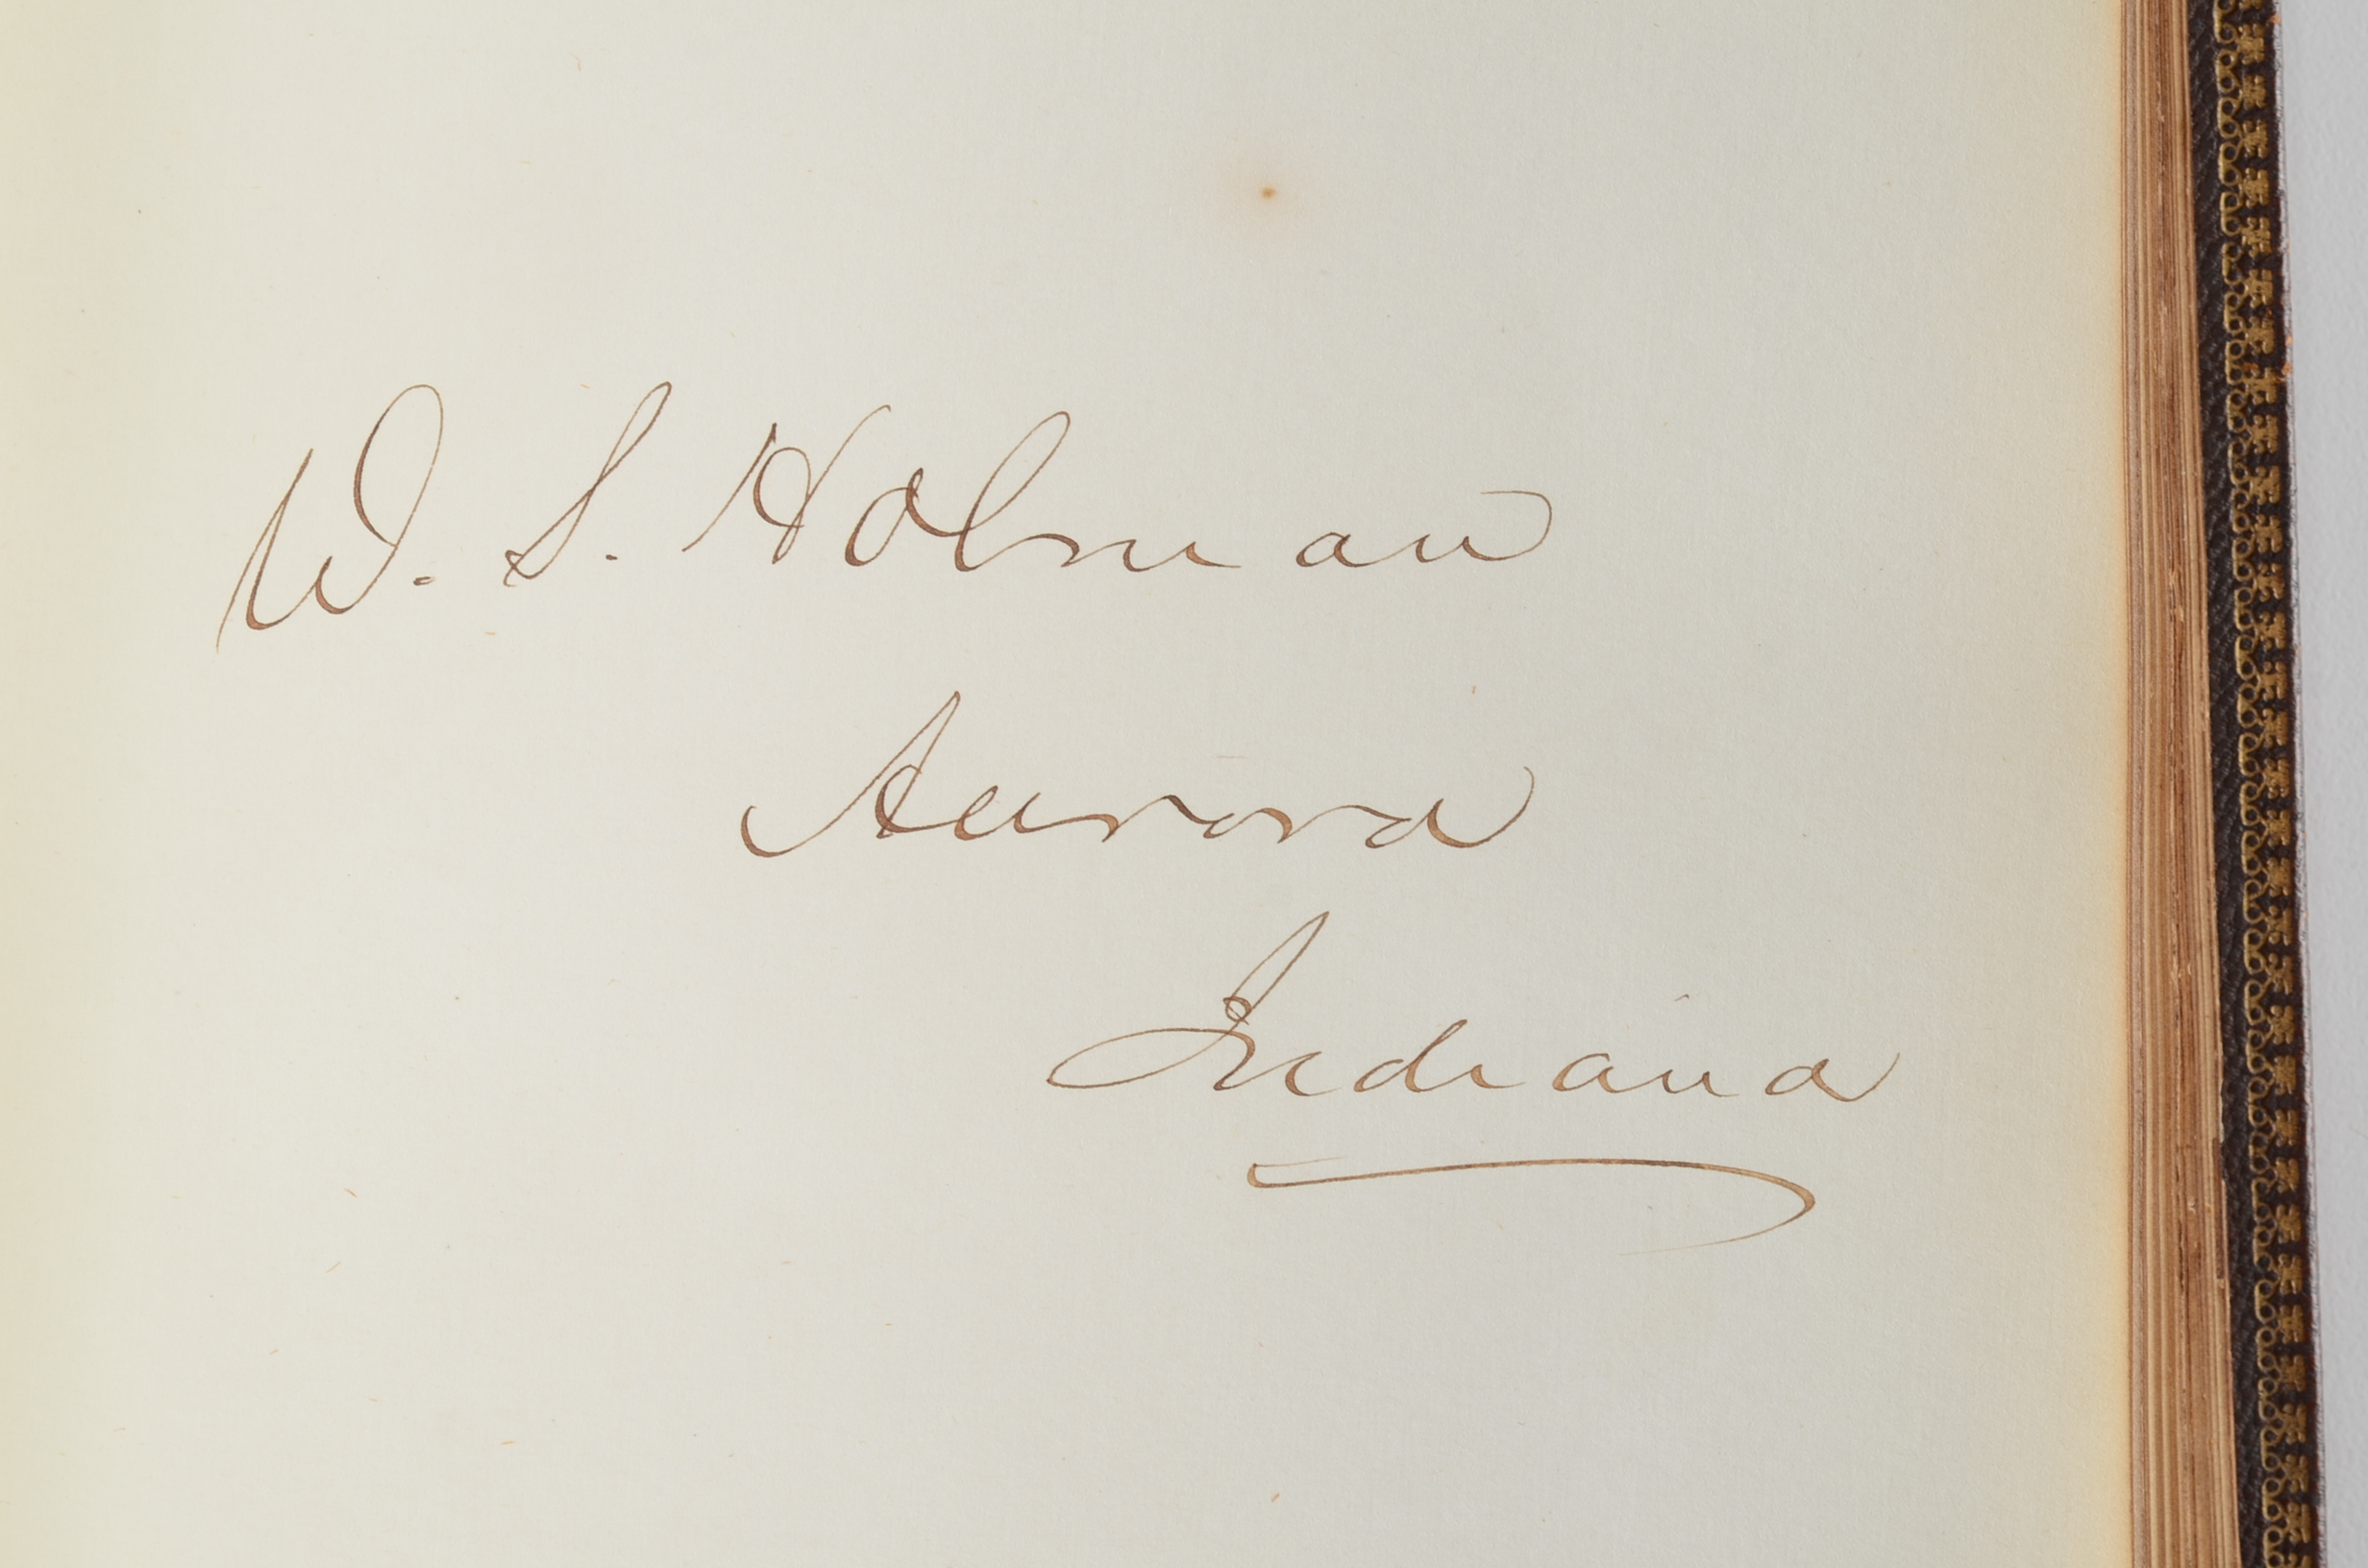 W. S. Holman
Aurora
Indiana